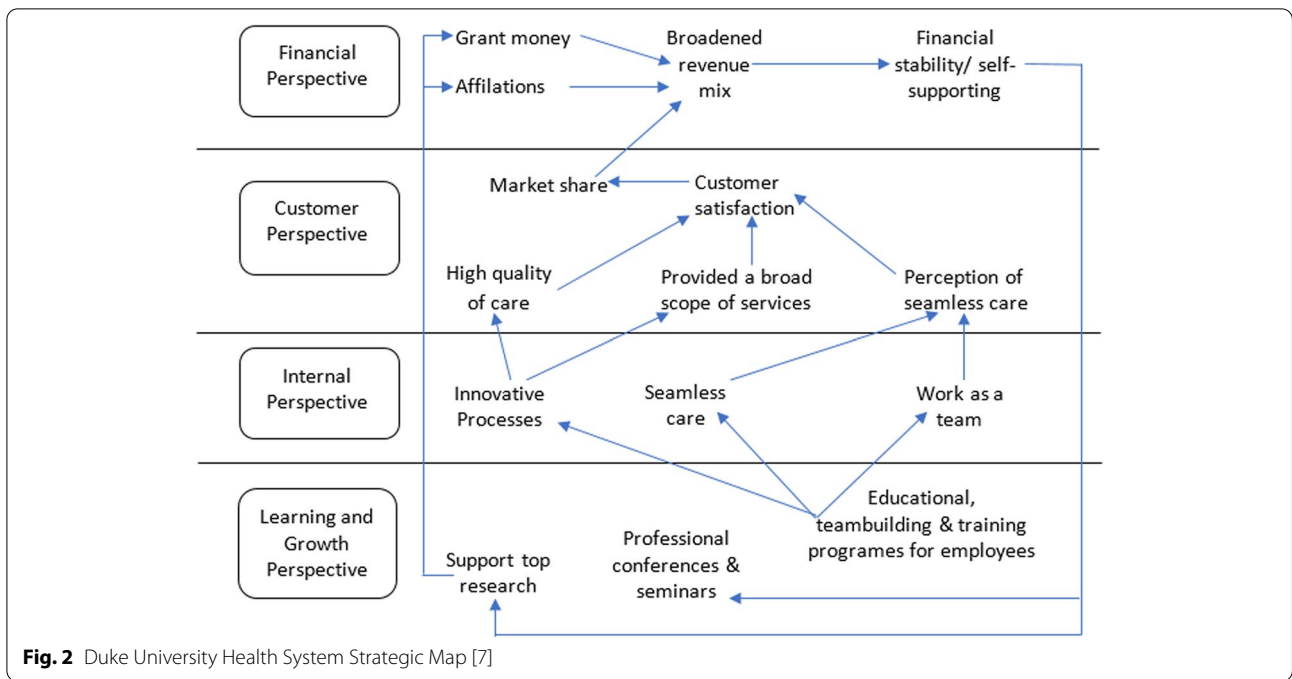 Financial
Perspective
Grant money
Affilations
Broadened
revenue
mix
Financial
stability/ self-
supporting
Customer
Perspective
Market share
Customer
satisfaction
High quality
of care
Provided a broad
scope of services
Perception of
seamless care
Internal
Perspective
Innovative
Processes
Seamless
care
Work as a
team
Learning and
Growth
Perspective
Support top
research
Professional
conferences &
seminars
Educational,
teambuilding & training
programes for employees
Fig. 2 Duke University Health System Strategic Map [7]